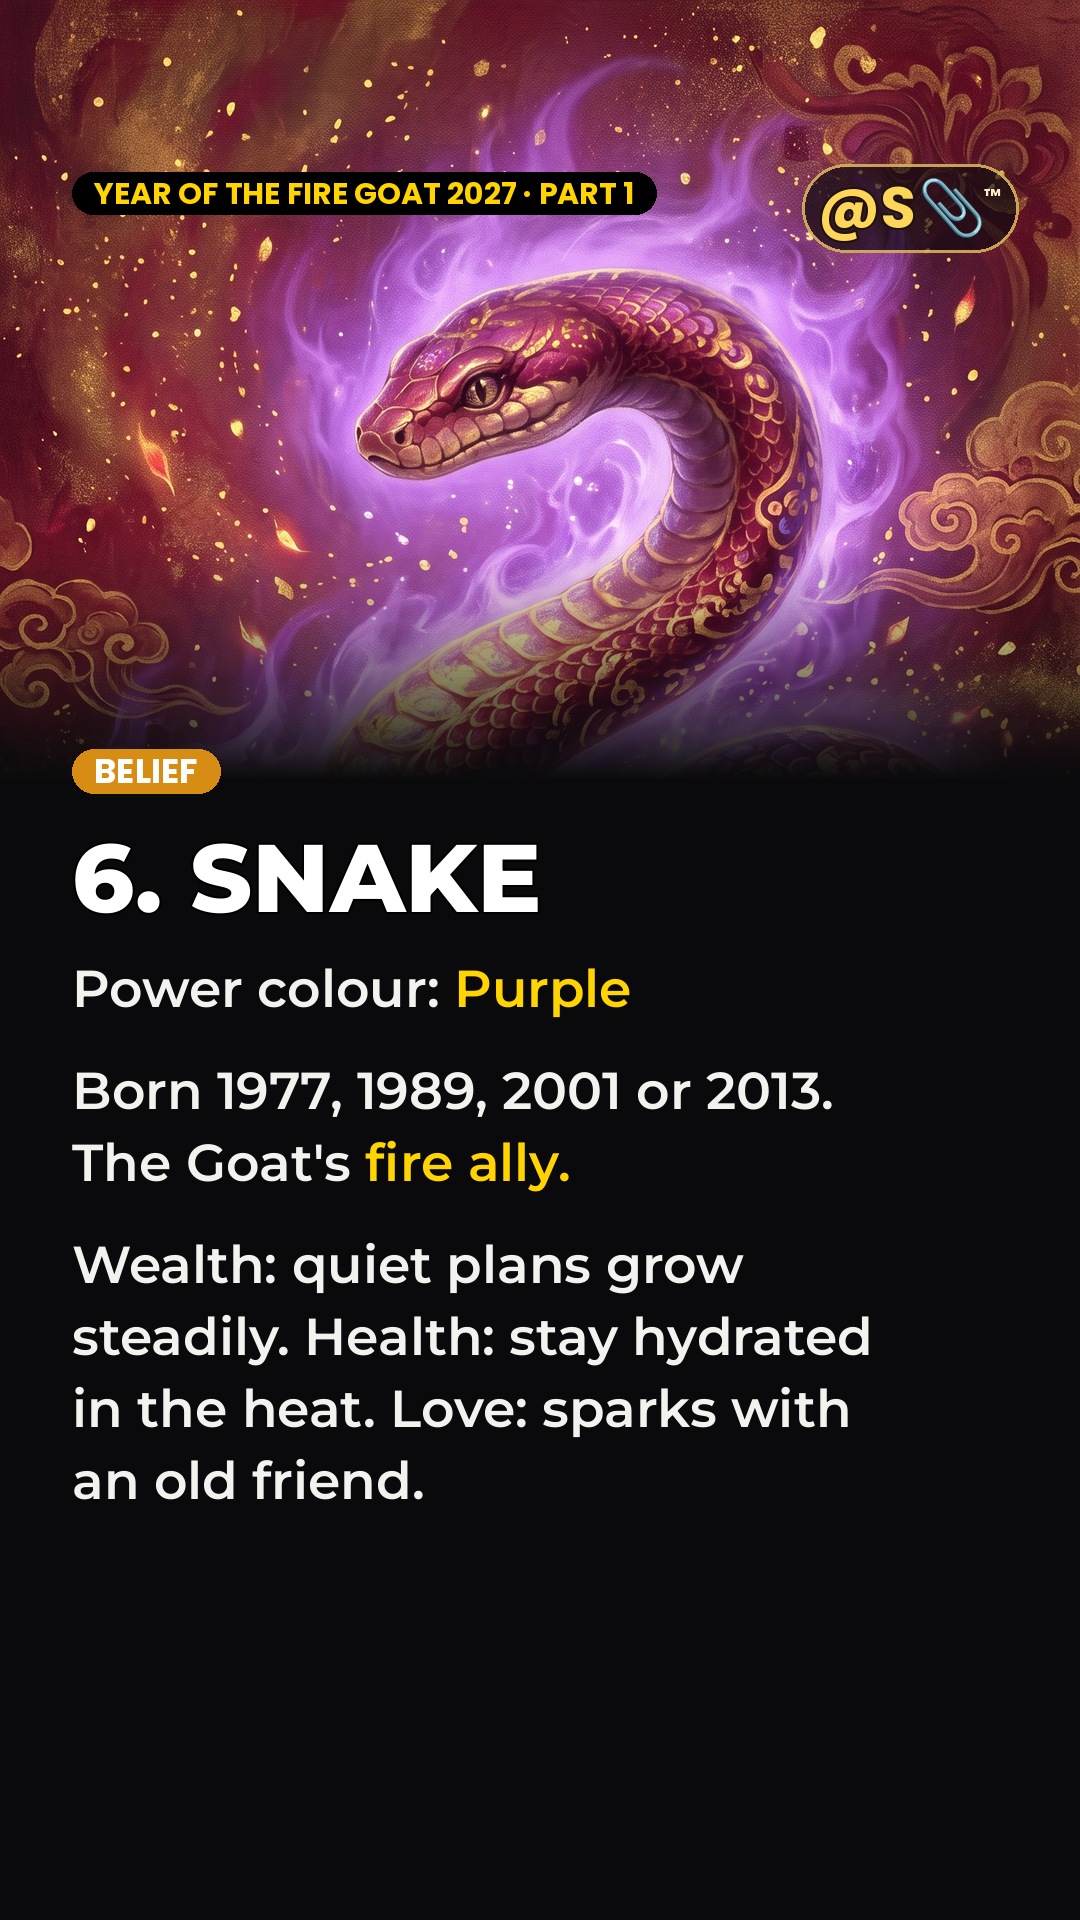 YEAR OF THE FIRE GOAT 2027 · PART 1
@S📎™
BELIEF
6. SNAKE
Power colour: Purple
Born 1977, 1989, 2001 or 2013.
The Goat's fire ally.
Wealth: quiet plans grow
steadily. Health: stay hydrated
in the heat. Love: sparks with
an old friend.